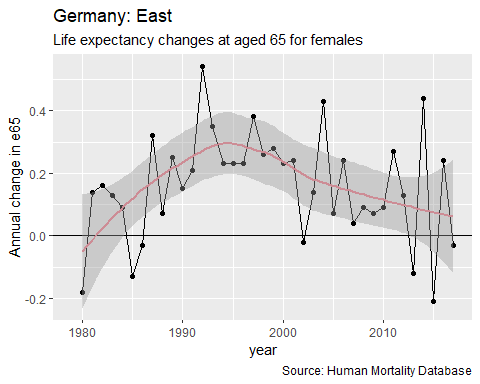 Germany: East
Life expectancy changes at aged 65 for females
Annual change in e65
0.4
0.2
0.0
-0.2
1980 1990 2000 2010
year
Source: Human Mortality Database